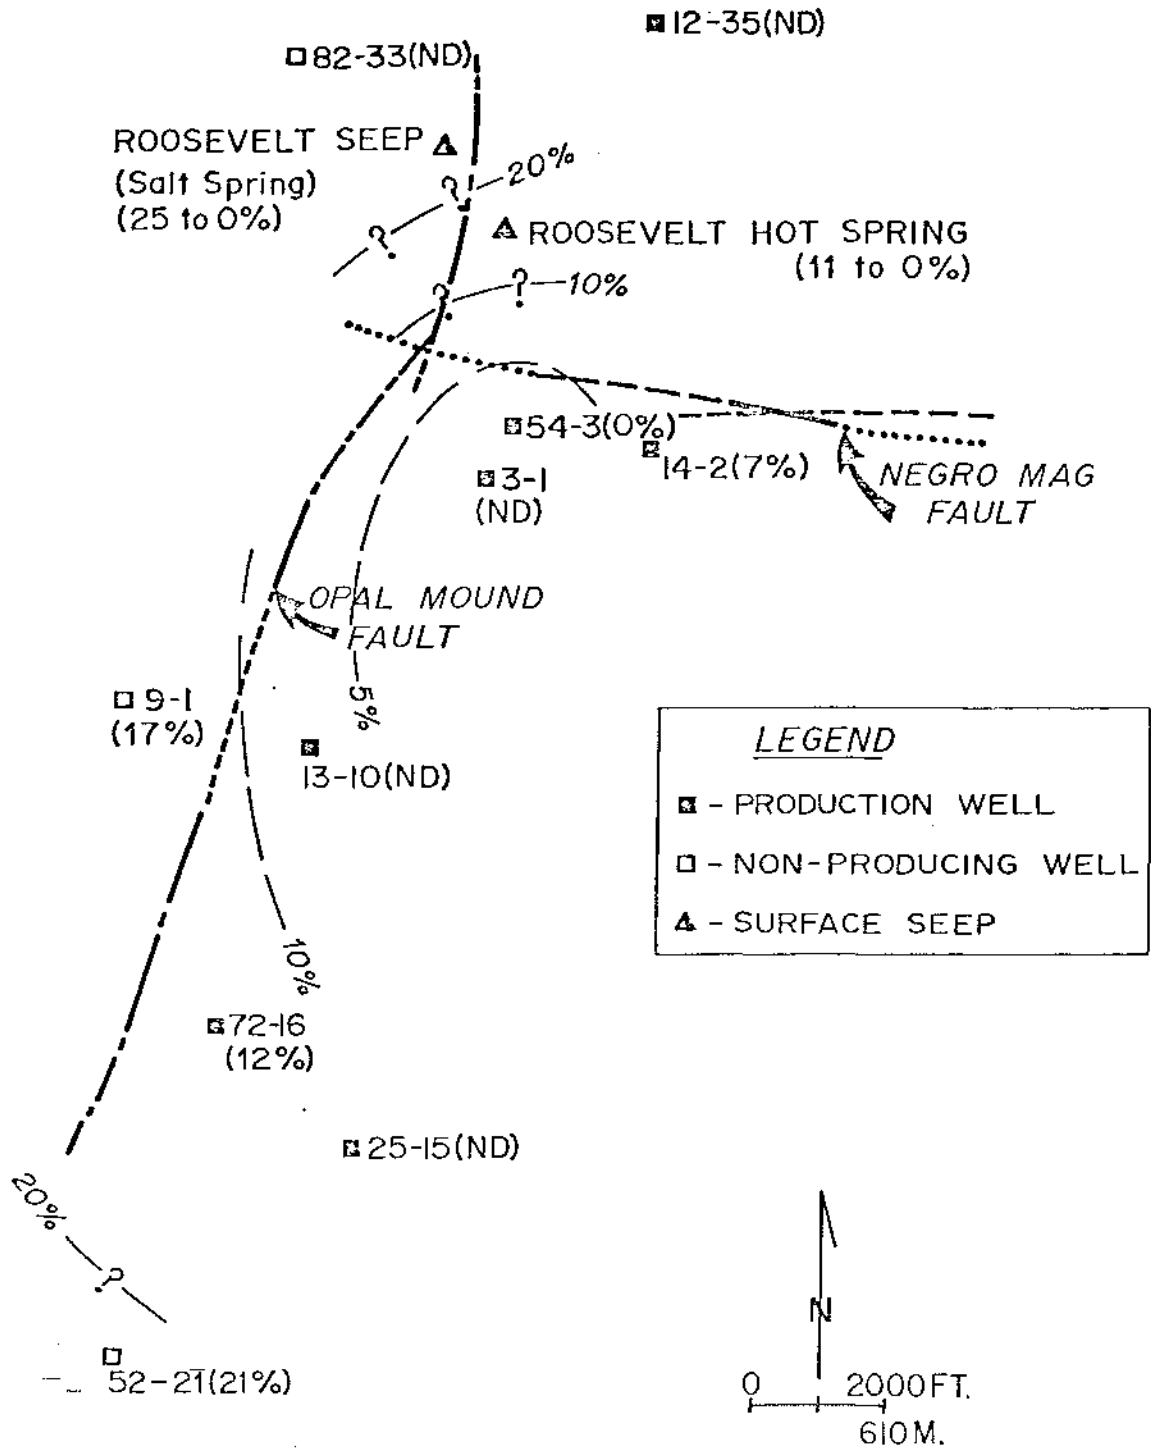 12-35(ND)
82-33(ND)
ROOSEVELT SEEP
(Salt Spring)
(25 to 0%)
?
20%
?
ROOSEVELT HOT SPRING
(11 to 0%)
?
?
10%
54-3(0%)
14-2(7%)
3-1
(ND)
NEGRO MAG
FAULT
OPAL MOUND
FAULT
5%
9-1
(17%)
13-10(ND)
LEGEND
- PRODUCTION WELL
- NON-PRODUCING WELL
- SURFACE SEEP
10%
72-16
(12%)
25-15(ND)
20%
?
52-21(21%)
N
0 2000 FT.
610 M.